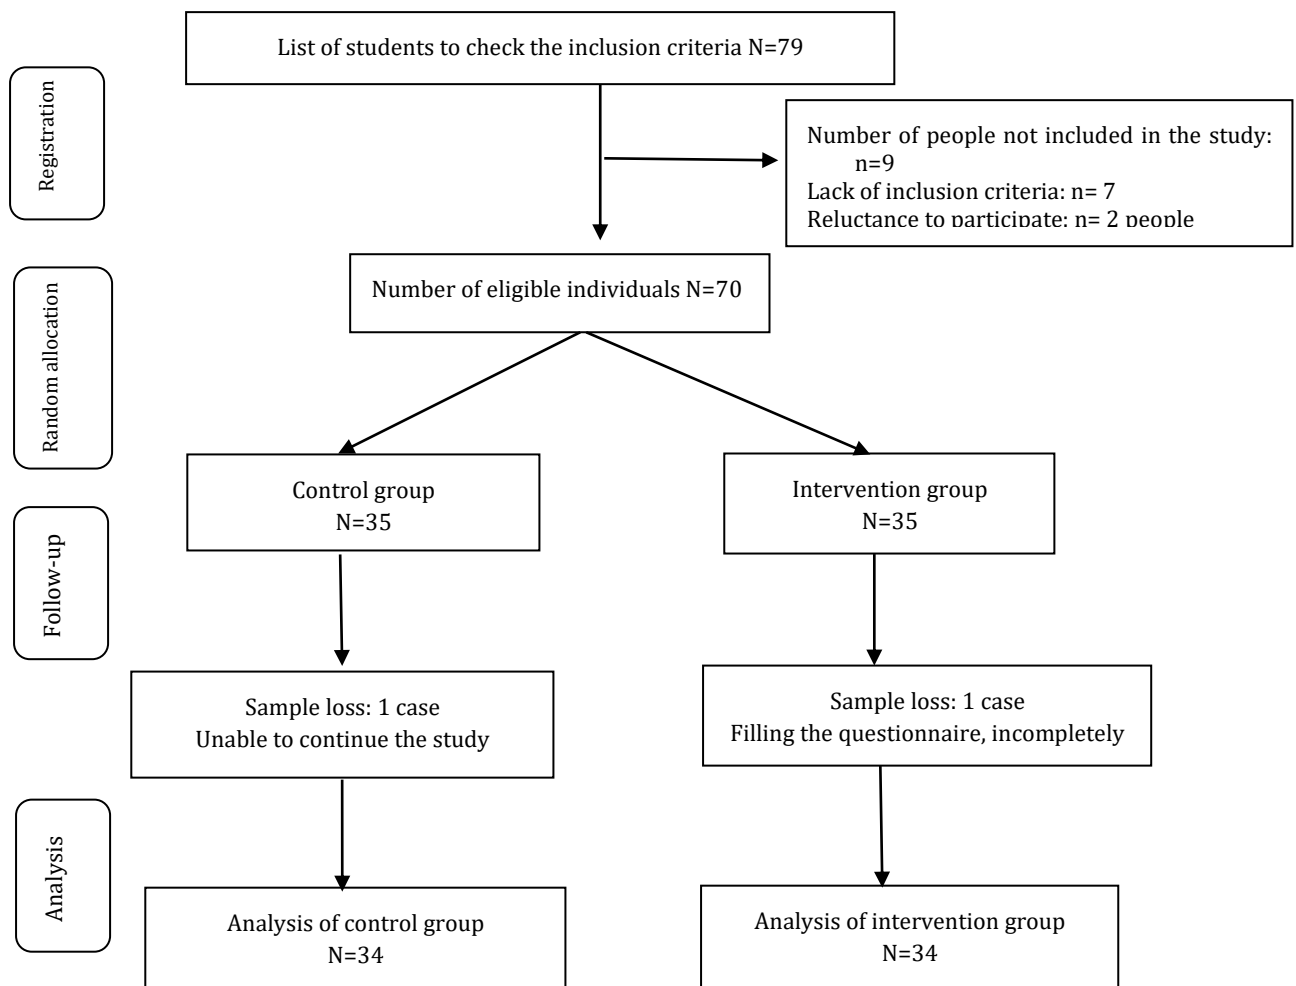 List of students to check the inclusion criteria N=79
Registration
Number of people not included in the study:
n=9
Lack of inclusion criteria: n= 7
Reluctance to participate: n= 2 people
Number of eligible individuals N=70
Random allocation
Control group
N=35
Intervention group
N=35
Follow-up
Sample loss: 1 case
Unable to continue the study
Sample loss: 1 case
Filling the questionnaire, incompletely
Analysis
Analysis of control group
N=34
Analysis of intervention group
N=34